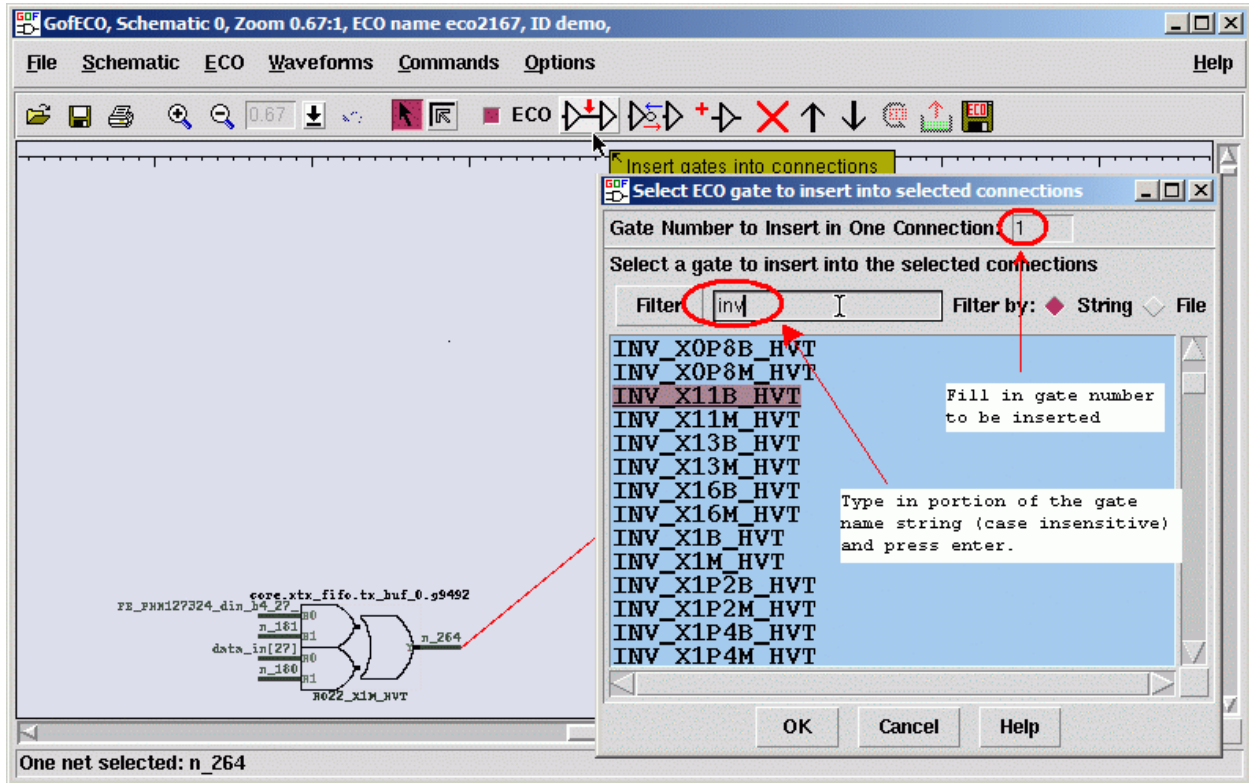 GofECO, Schematic 0, Zoom 0.67:1, ECO name eco2167, ID demo,
File Schematic ECO Waveforms Commands Options Help
0.67 ECO ECO
Insert gates into connections
Select ECO gate to insert into selected connections
Gate Number to Insert in One Connection: 1
Select a gate to insert into the selected connections
Filter inv Filter by: String File
INV_X0P8B_HVT
INV_X0P8M_HVT
INV_X11B_HVT
INV_X11M_HVT
INV_X13B_HVT
INV_X13M_HVT
INV_X16B_HVT
INV_X16M_HVT
INV_X1B_HVT
INV_X1M_HVT
INV_X1P2B_HVT
INV_X1P2M_HVT
INV_X1P4B_HVT
INV_X1P4M_HVT
Fill in gate number
to be inserted
Type in portion of the gate
name string (case insensitive)
and press enter.
OK Cancel Help
core.xtx_fifo.tx_buf_0.g9492
n_181
data_in[27]
n_180
n_264
One net selected: n_264